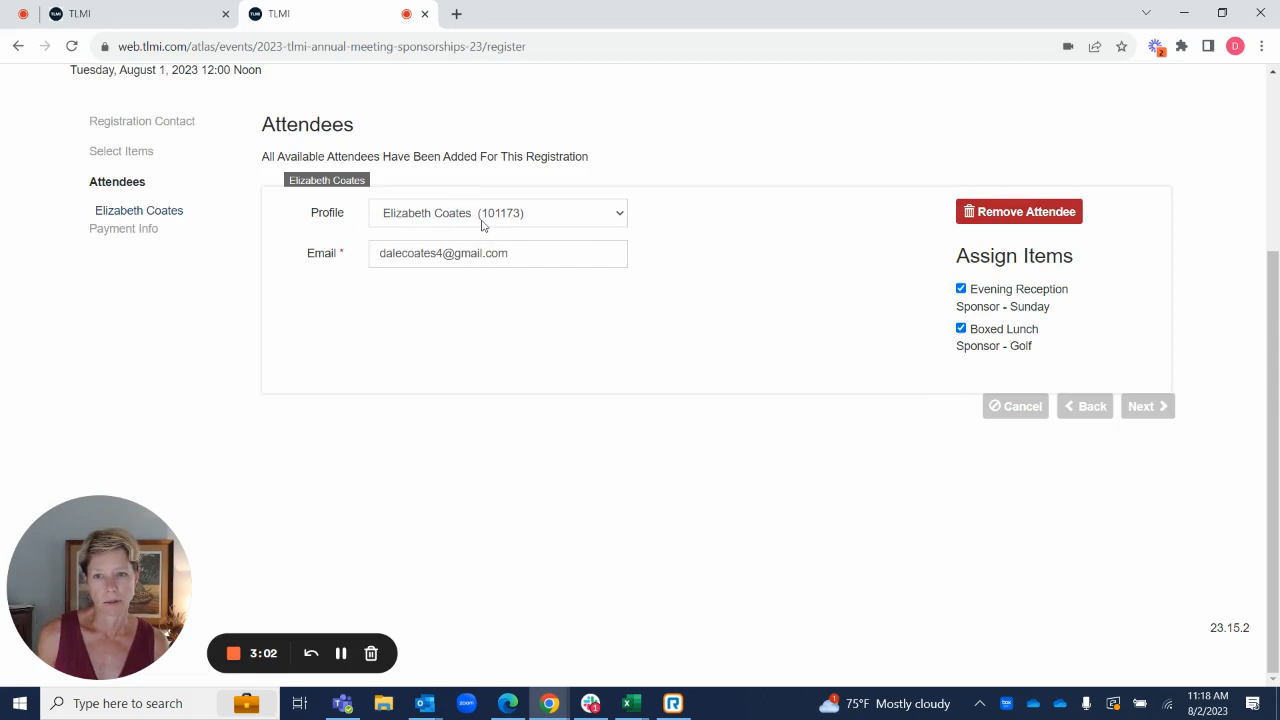 TLMI
TLMI
web.tlmi.com/atlas/events/2023-tlmi-annual-meeting-sponsorships-23/register
2
D
Tuesday, August 1, 2023 12:00 Noon
Registration Contact
Select Items
Attendees
Elizabeth Coates
Payment Info
Attendees
All Available Attendees Have Been Added For This Registration
Elizabeth Coates
Profile
Elizabeth Coates (101173)
Email *
dalecoates4@gmail.com
Remove Attendee
Assign Items
Evening Reception
Sponsor - Sunday
Boxed Lunch
Sponsor - Golf
Cancel
Back
Next
23.15.2
3:02
Type here to search
75°F Mostly cloudy
11:18 AM
8/2/2023